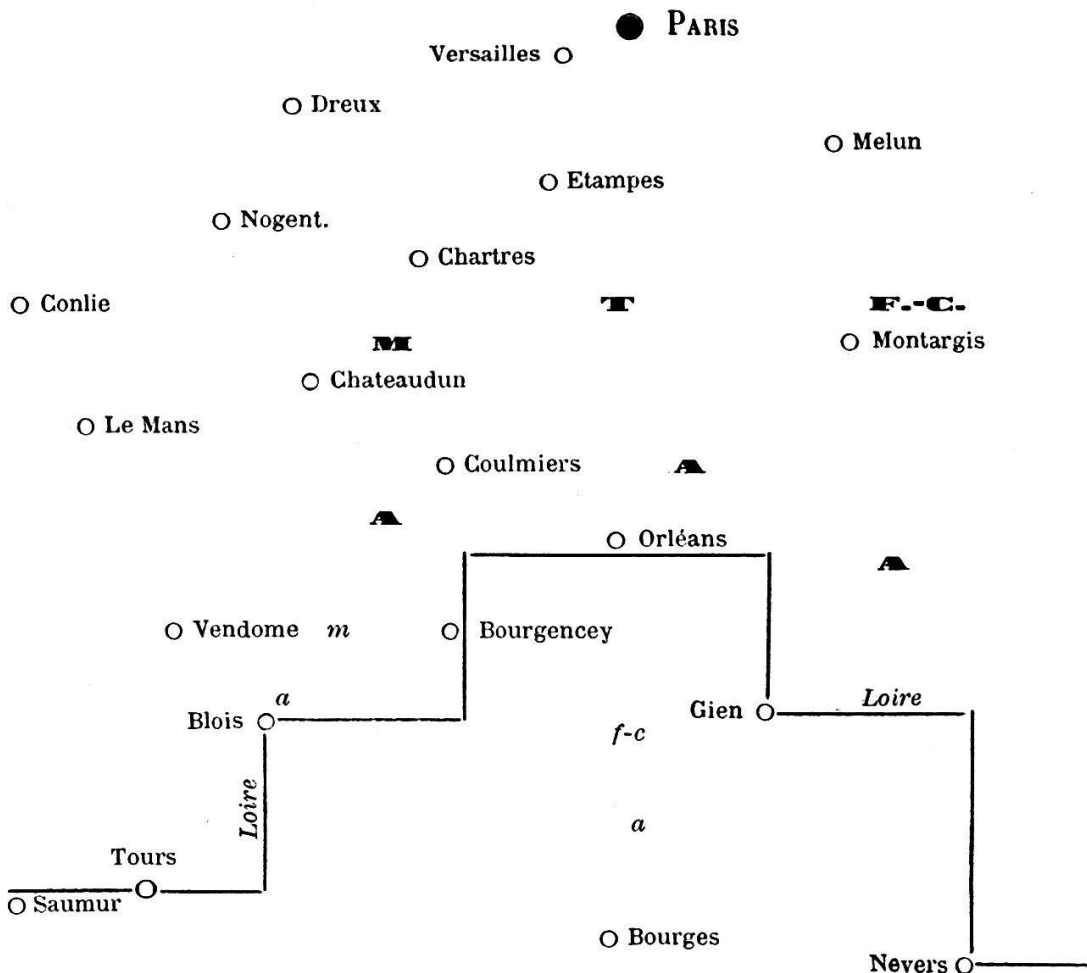 PARIS
Versailles
Dreux
Melun
Etampes
Nogent.
Chartres
Conlie
T
F.-C.
M
Montargis
Chateaudun
Le Mans
Coulmiers
A
A
Orléans
A
Vendome m
Bourgencey
a
Loire
Blois
Gien
f-c
Loire
a
Tours
Saumur
Bourges
Nevers